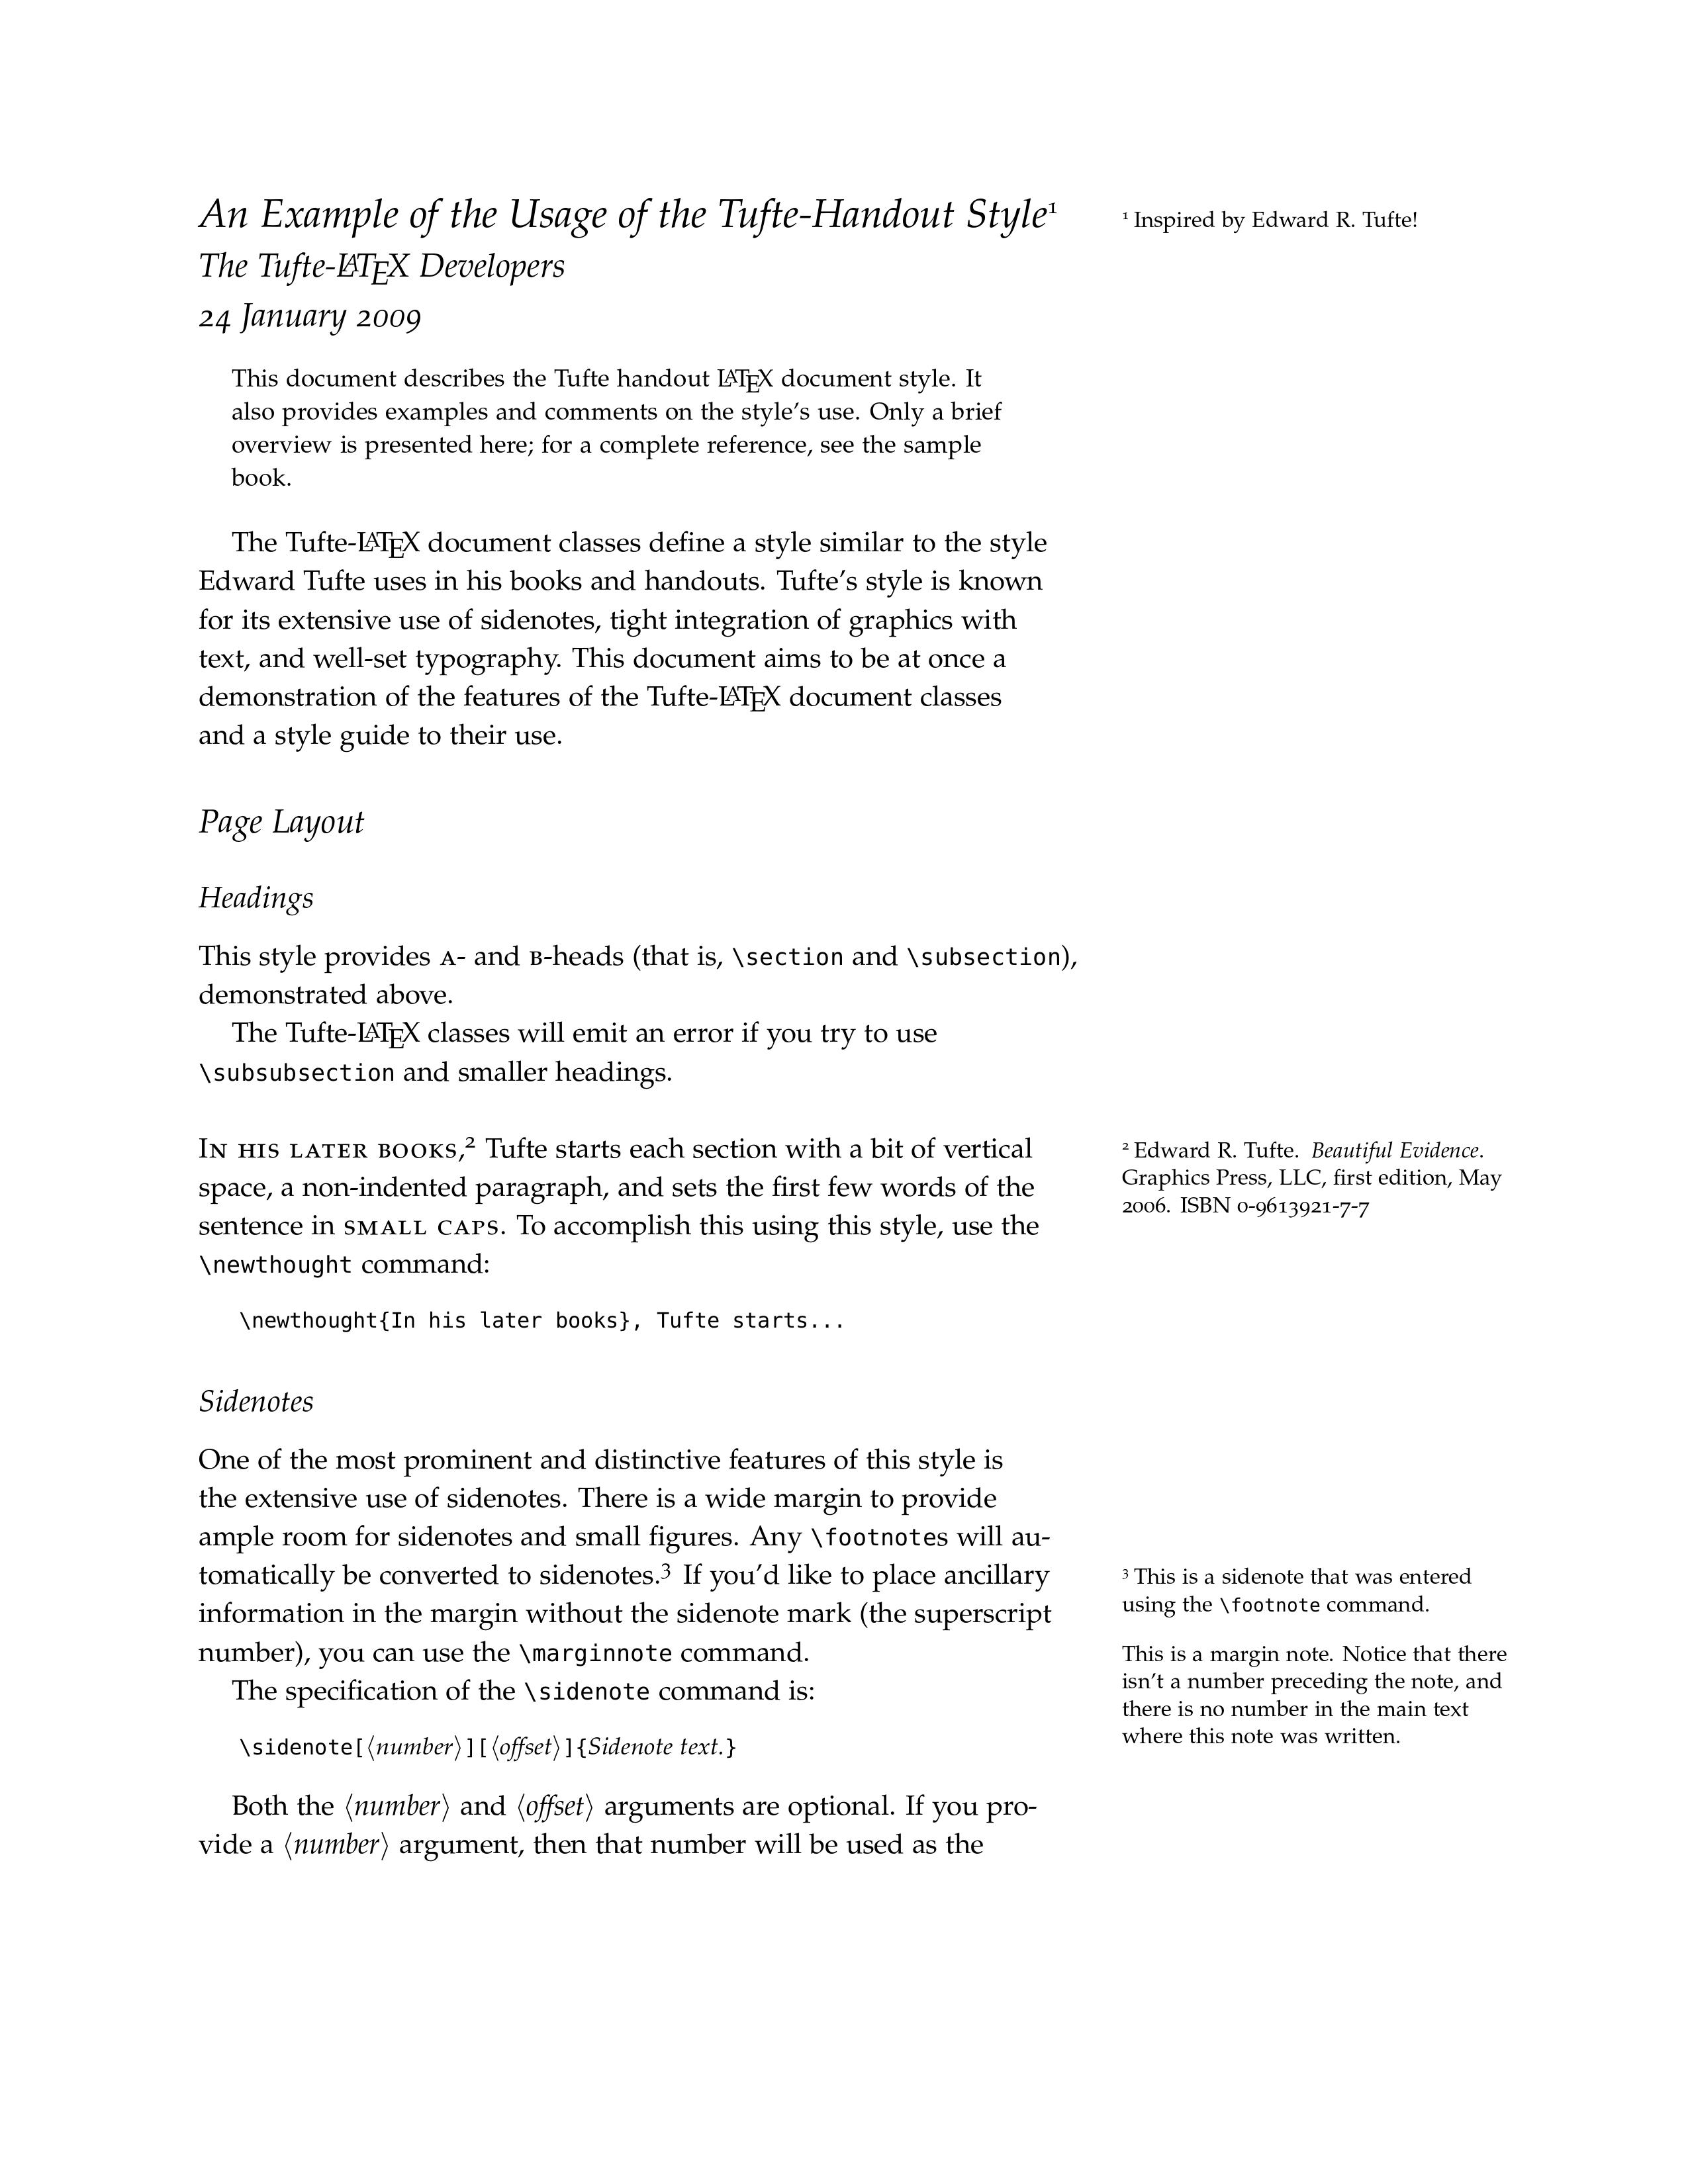 An Example of the Usage of the Tufte-Handout Style¹
¹ Inspired by Edward R. Tufte!
The Tufte-LATEX Developers
24 January 2009
This document describes the Tufte handout LATEX document style. It
also provides examples and comments on the style’s use. Only a brief
overview is presented here; for a complete reference, see the sample
book.
The Tufte-LATEX document classes define a style similar to the style
Edward Tufte uses in his books and handouts. Tufte’s style is known
for its extensive use of sidenotes, tight integration of graphics with
text, and well-set typography. This document aims to be at once a
demonstration of the features of the Tufte-LATEX document classes
and a style guide to their use.
Page Layout
Headings
This style provides A- and B-heads (that is, \section and \subsection),
demonstrated above.
The Tufte-LATEX classes will emit an error if you try to use
\subsubsection and smaller headings.
In his later books,² Tufte starts each section with a bit of vertical
space, a non-indented paragraph, and sets the first few words of the
sentence in small caps. To accomplish this using this style, use the
\newthought command:
² Edward R. Tufte. Beautiful Evidence.
Graphics Press, LLC, first edition, May
2006. ISBN 0-9613921-7-7
\newthought{In his later books}, Tufte starts...
Sidenotes
One of the most prominent and distinctive features of this style is
the extensive use of sidenotes. There is a wide margin to provide
ample room for sidenotes and small figures. Any \footnotes will au-
tomatically be converted to sidenotes.³ If you’d like to place ancillary
information in the margin without the sidenote mark (the superscript
number), you can use the \marginnote command.
³ This is a sidenote that was entered
using the \footnote command.
This is a margin note. Notice that there
isn’t a number preceding the note, and
there is no number in the main text
where this note was written.
The specification of the \sidenote command is:
\sidenote[⟨number⟩][⟨offset⟩]{Sidenote text.}
Both the ⟨number⟩ and ⟨offset⟩ arguments are optional. If you pro-
vide a ⟨number⟩ argument, then that number will be used as the